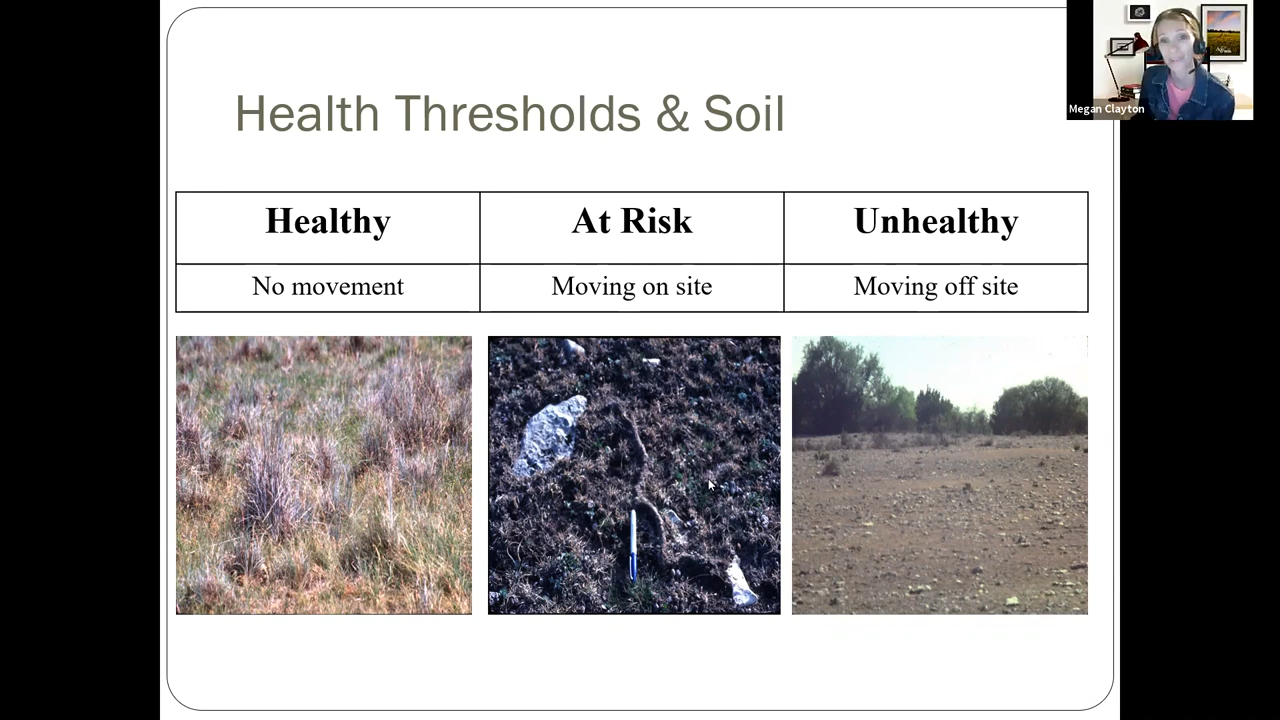 Megan Clayton
Health Thresholds & Soil
Healthy
At Risk
Unhealthy
No movement
Moving on site
Moving off site